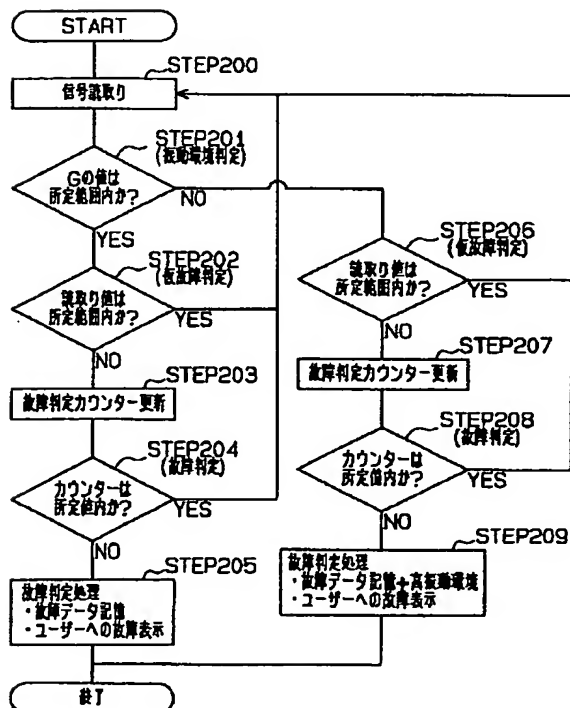 START
STEP200
信号読取り
STEP201
(振動環境判定)
Gの値は
所定範囲内か?
NO
YES
STEP202
(仮故障判定)
読取り値は
所定範囲内か?
YES
NO
STEP203
故障判定カウンター更新
STEP204
(故障判定)
カウンターは
所定値内か?
YES
NO
STEP205
故障判定処理
・故障データ記憶
・ユーザーへの故障表示
STEP206
(仮故障判定)
読取り値は
所定範囲内か?
YES
NO
STEP207
故障判定カウンター更新
STEP208
(故障判定)
カウンターは
所定値内か?
YES
NO
STEP209
故障判定処理
・故障データ記憶+高振動環境
・ユーザーへの故障表示
終了